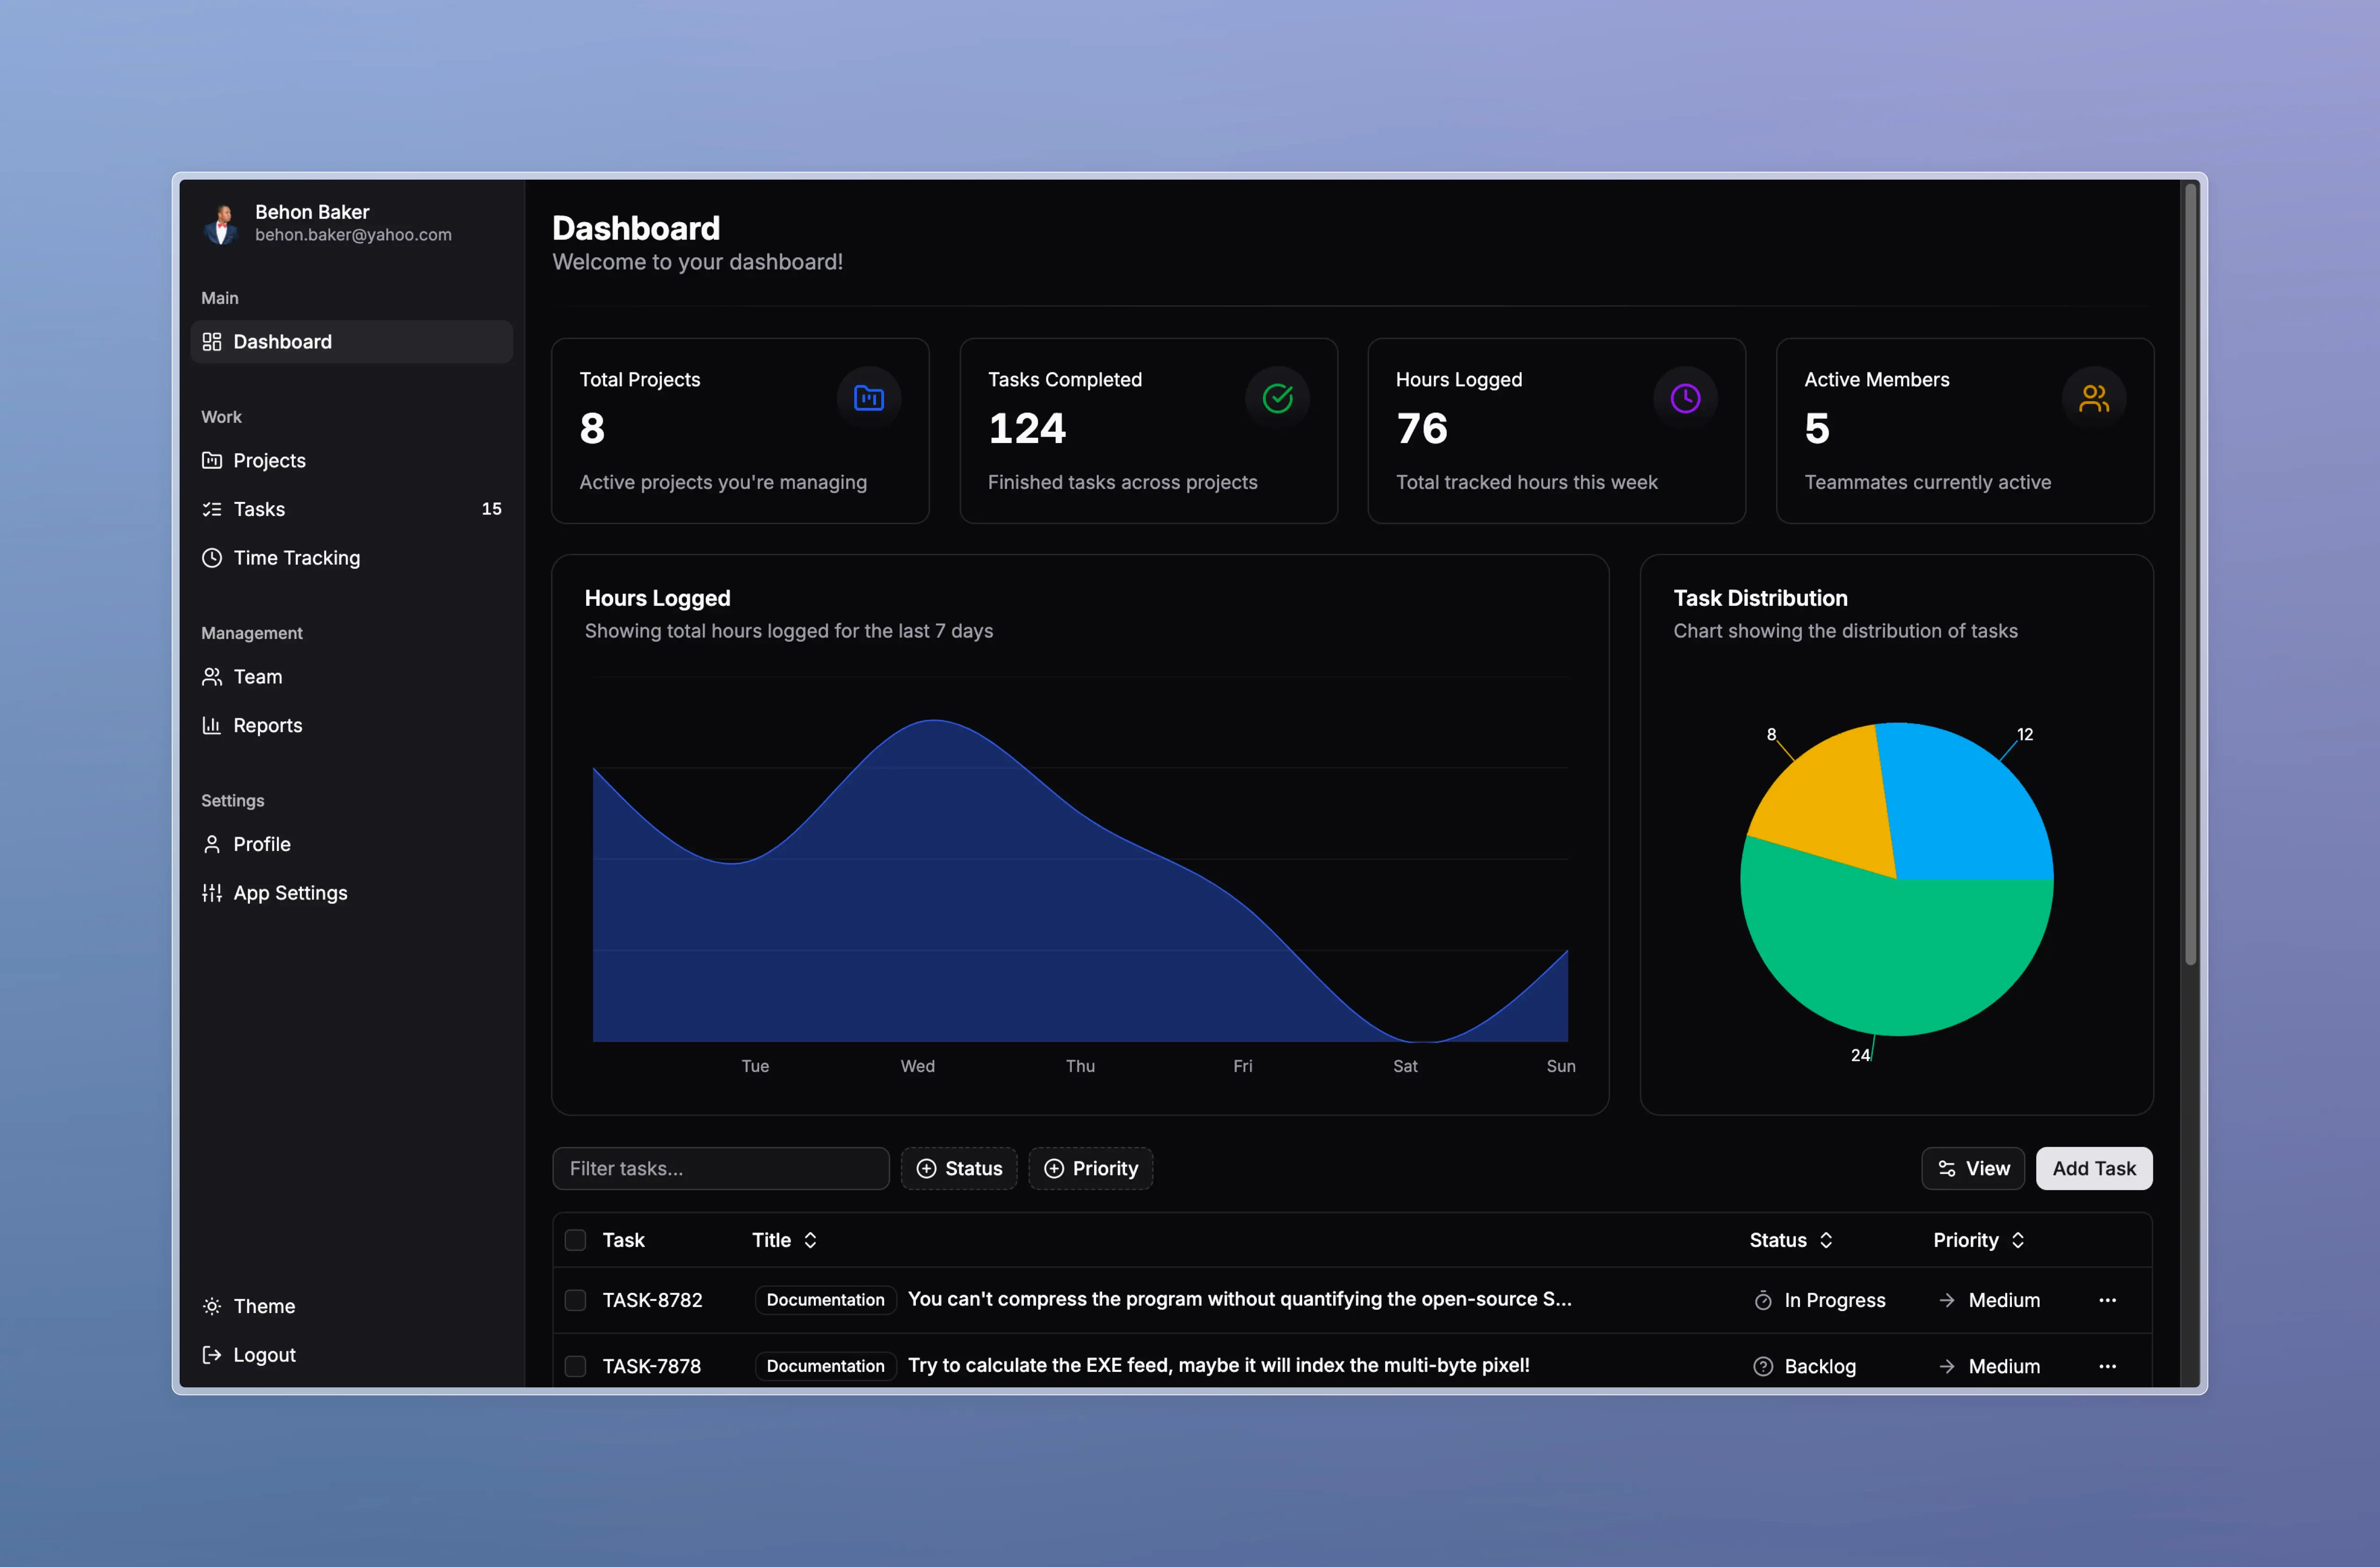 Behon Baker
behon.baker@yahoo.com
Main
Dashboard
Work
Projects
Tasks 15
Time Tracking
Management
Team
Reports
Settings
Profile
App Settings
Theme
Logout
Dashboard
Welcome to your dashboard!
Total Projects
8
Active projects you're managing
Tasks Completed
124
Finished tasks across projects
Hours Logged
76
Total tracked hours this week
Active Members
5
Teammates currently active
Hours Logged
Showing total hours logged for the last 7 days
Tue Wed Thu Fri Sat Sun
Task Distribution
Chart showing the distribution of tasks
8 12
24
Filter tasks... Status Priority View Add Task
Task Title Status Priority
TASK-8782 Documentation You can't compress the program without quantifying the open-source S... In Progress Medium
TASK-7878 Documentation Try to calculate the EXE feed, maybe it will index the multi-byte pixel! Backlog Medium